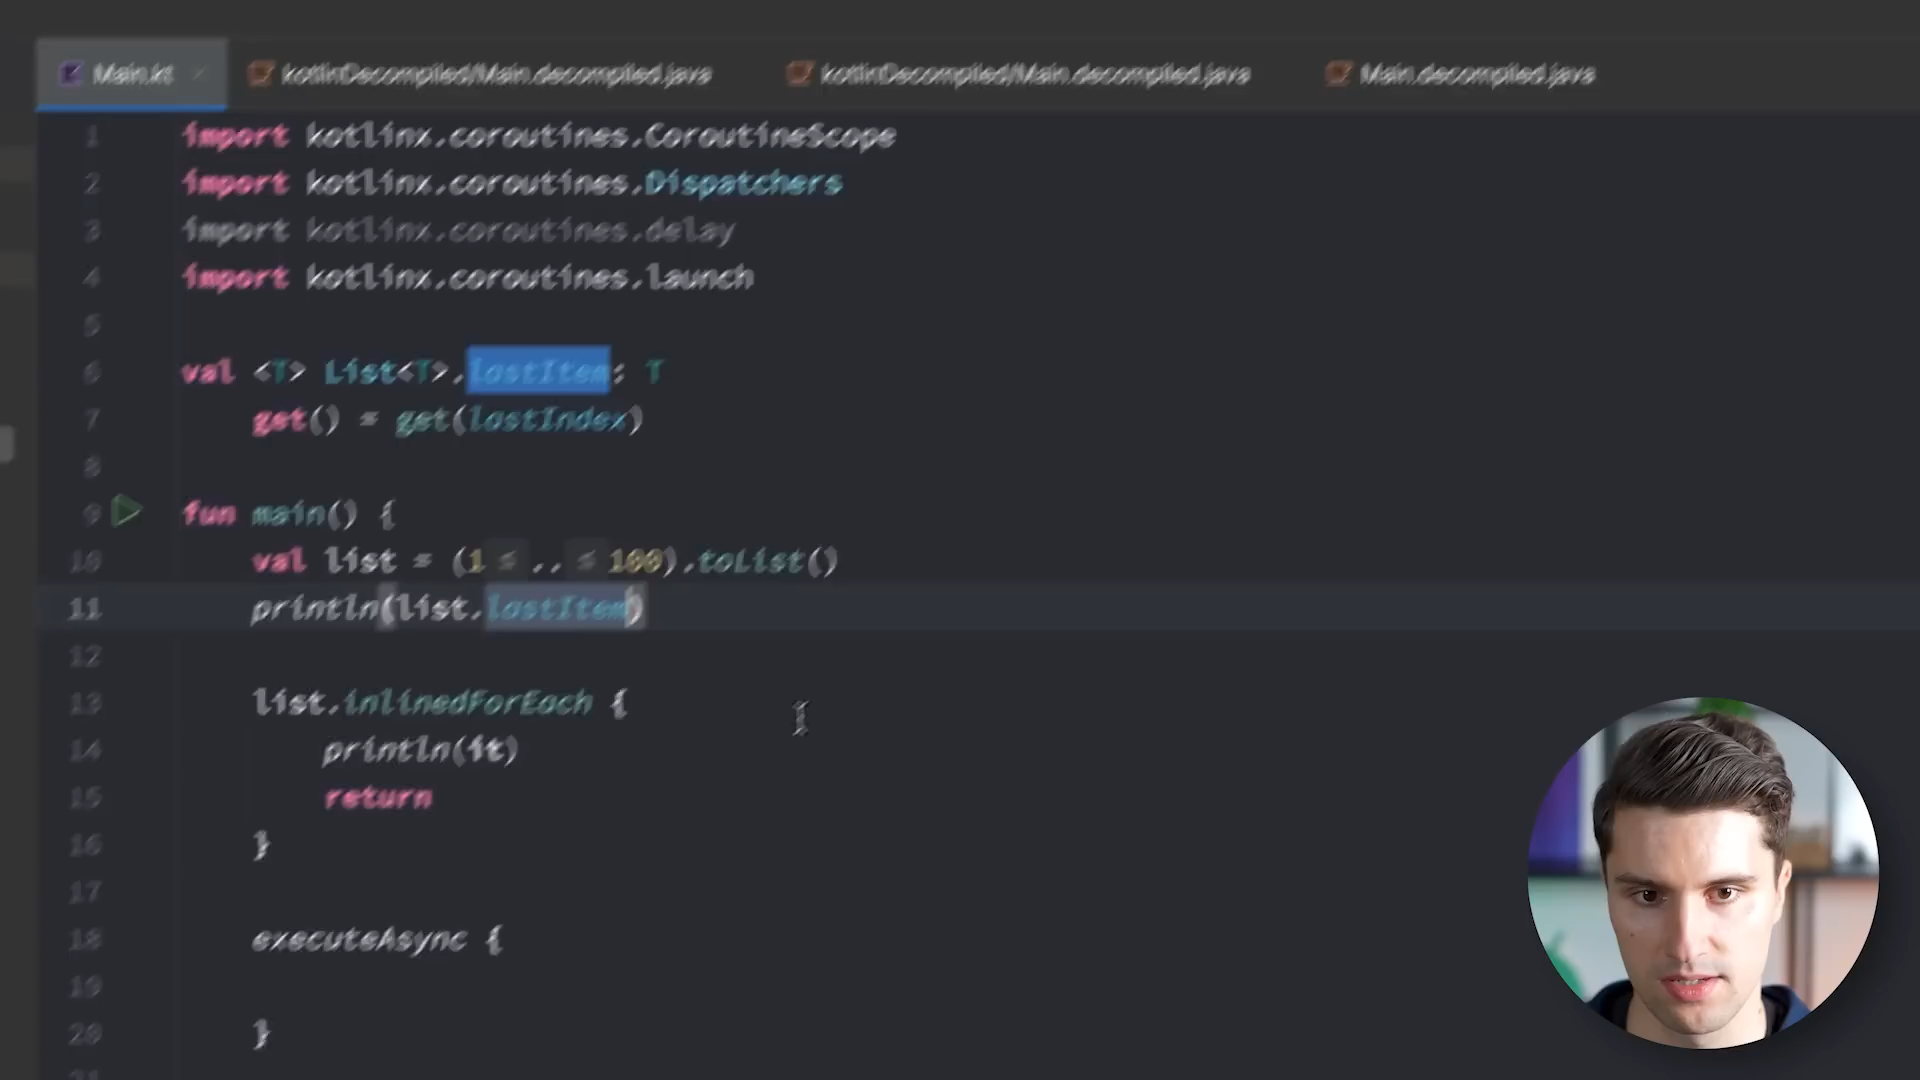 Main.kt
kotlinDecompiled/Main.decompiled.java
kotlinDecompiled/Main.decompiled.java
Main.decompiled.java
1 import kotlinx.coroutines.CoroutineScope
2 import kotlinx.coroutines.Dispatchers
3 import kotlinx.coroutines.delay
4 import kotlinx.coroutines.launch
5
6 val <T> List<T>.lastItem: T
7 get() = get(lastIndex)
8
9 fun main() {
10 val list = (1 ≤ .. ≤ 100).toList()
11 println(list.lastItem)
12
13 list.inlinedForEach {
14 println(it)
15 return
16 }
17
18 executeAsync {
19
20 }
21